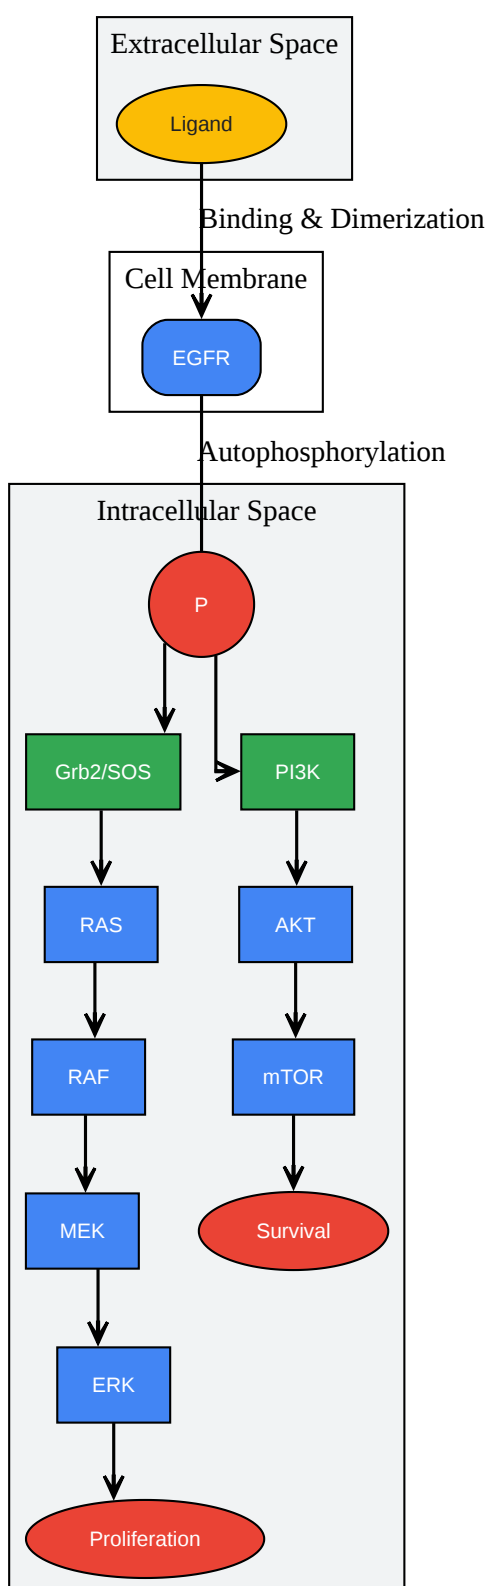 Extracellular Space
Ligand
Binding & Dimerization
Cell Membrane
EGFR
Autophosphorylation
Intracellular Space
P
Grb2/SOS
PI3K
RAS
AKT
RAF
mTOR
MEK
Survival
ERK
Proliferation